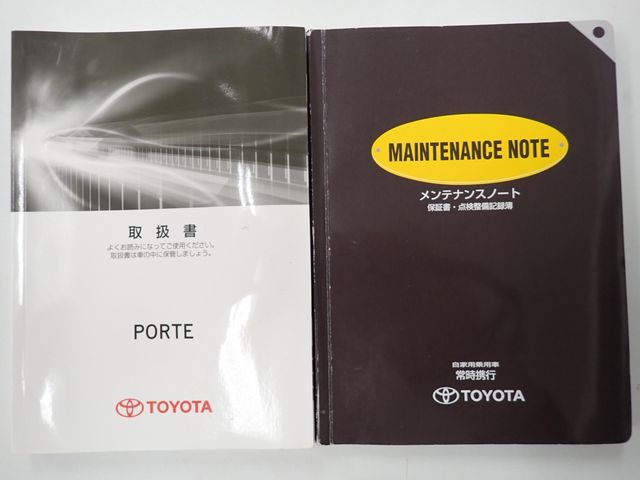 取扱書
よくお読みになってご使用ください。
取扱書は車の中に保管しましょう。
PORTE
TOYOTA
MAINTENANCE NOTE
メンテナンスノート
保証書・点検整備記録簿
自家用乗用車
常時携行
TOYOTA